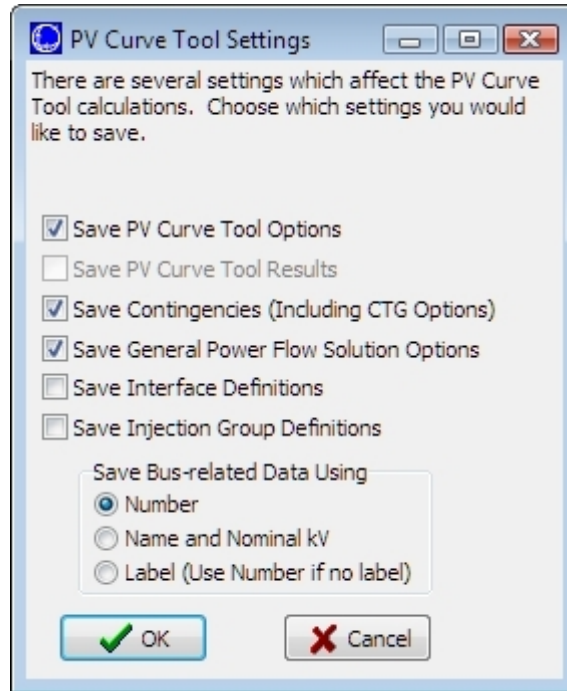 PV Curve Tool Settings
There are several settings which affect the PV Curve
Tool calculations.  Choose which settings you would
like to save.
Save PV Curve Tool Options
Save PV Curve Tool Results
Save Contingencies (Including CTG Options)
Save General Power Flow Solution Options
Save Interface Definitions
Save Injection Group Definitions
Save Bus-related Data Using
Number
Name and Nominal kV
Label (Use Number if no label)
OK
Cancel